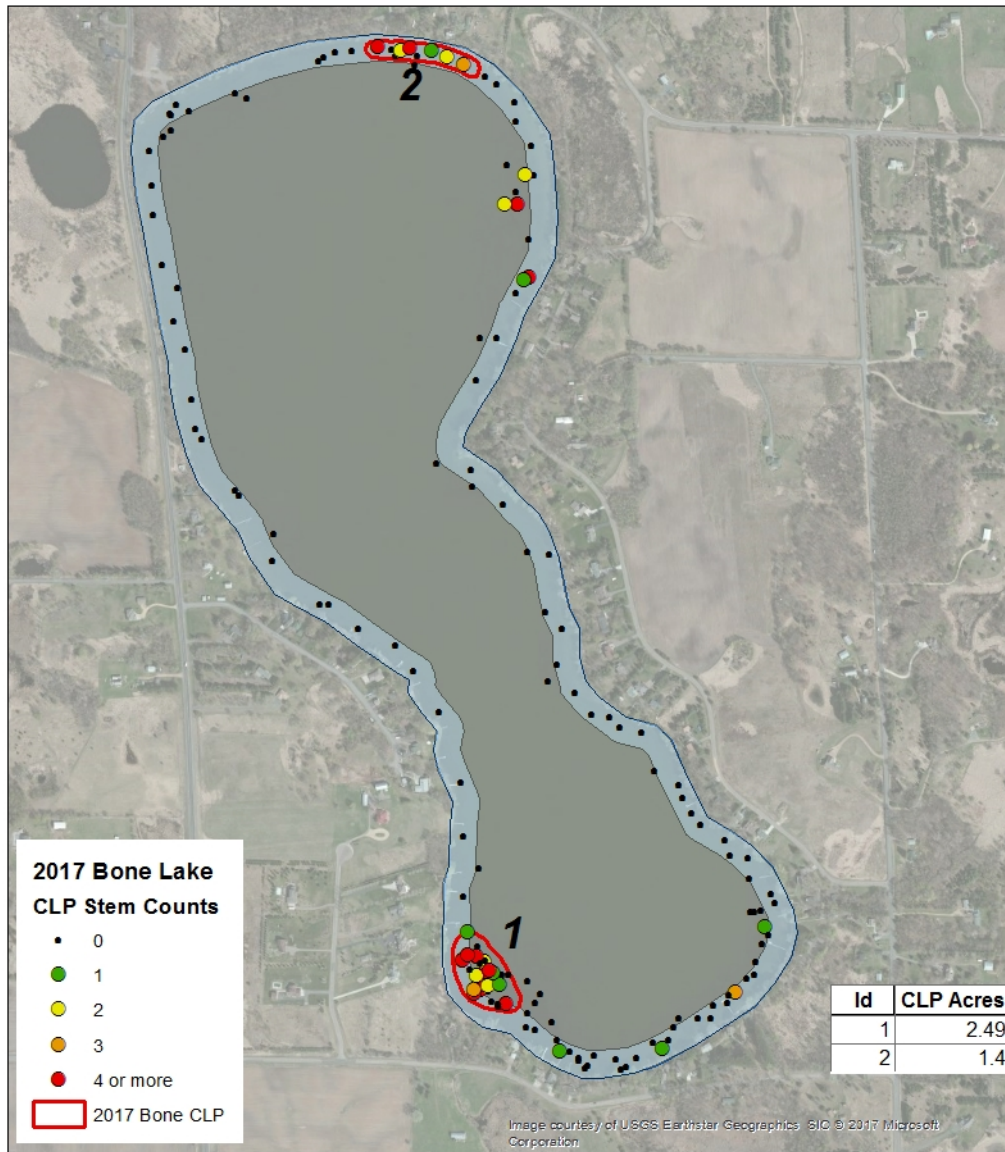 2
1
2017 Bone Lake
CLP Stem Counts
0
1
2
3
4 or more
2017 Bone CLP
Id CLP Acres
1 2.49
2 1.4
Image courtesy of USGS Earthstar Geographics SIO © 2017 Microsoft
Corporation